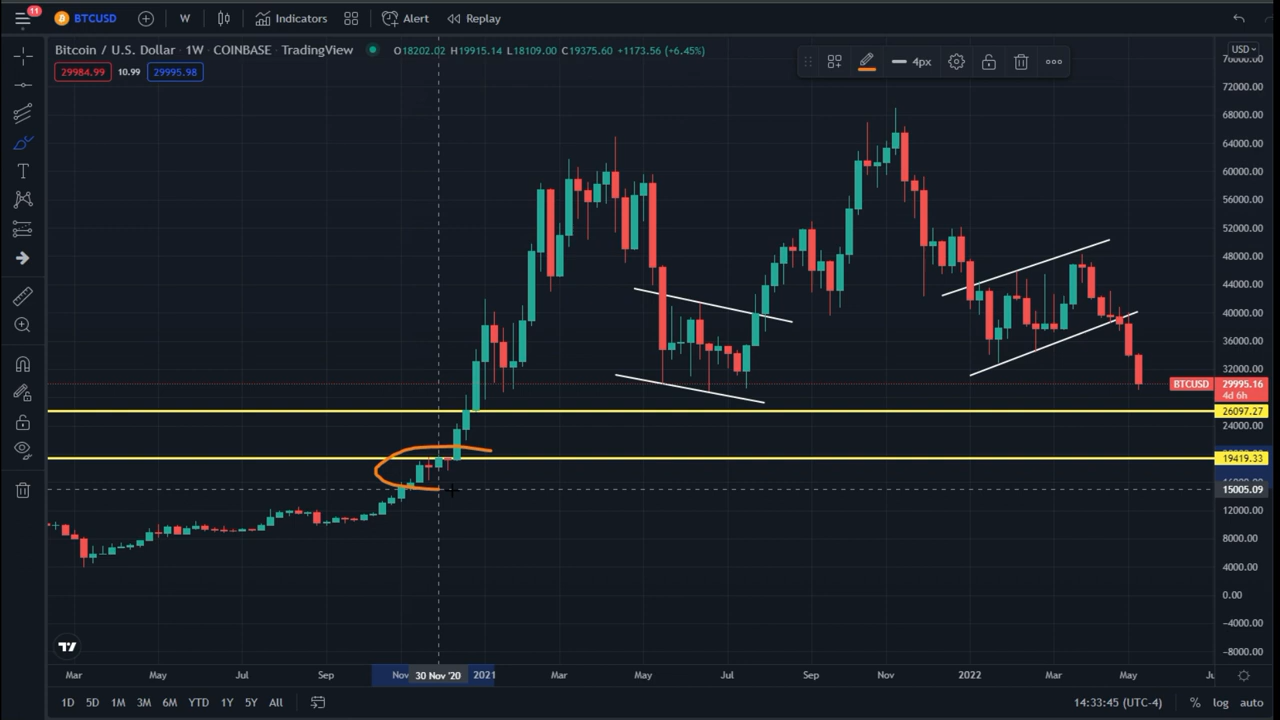 11
BTCUSD
W
Indicators
Alert
Replay
Bitcoin / U.S. Dollar · 1W · COINBASE · TradingView
O18202.02 H19915.14 L18109.00 C19375.60 +1173.56 (+6.45%)
29984.99
10.99
29995.98
4px
USD
76000.00
72000.00
68000.00
64000.00
60000.00
56000.00
52000.00
48000.00
44000.00
40000.00
36000.00
32000.00
BTCUSD 29995.16
4d 6h
26097.27
24000.00
19419.33
15005.09
12000.00
8000.00
4000.00
0.00
-4000.00
-8000.00
Mar May Jul Sep Nov 30 Nov '20 2021 Mar May Jul Sep Nov 2022 Mar May
1D 5D 1M 3M 6M YTD 1Y 5Y All
14:33:45 (UTC-4)
% log auto